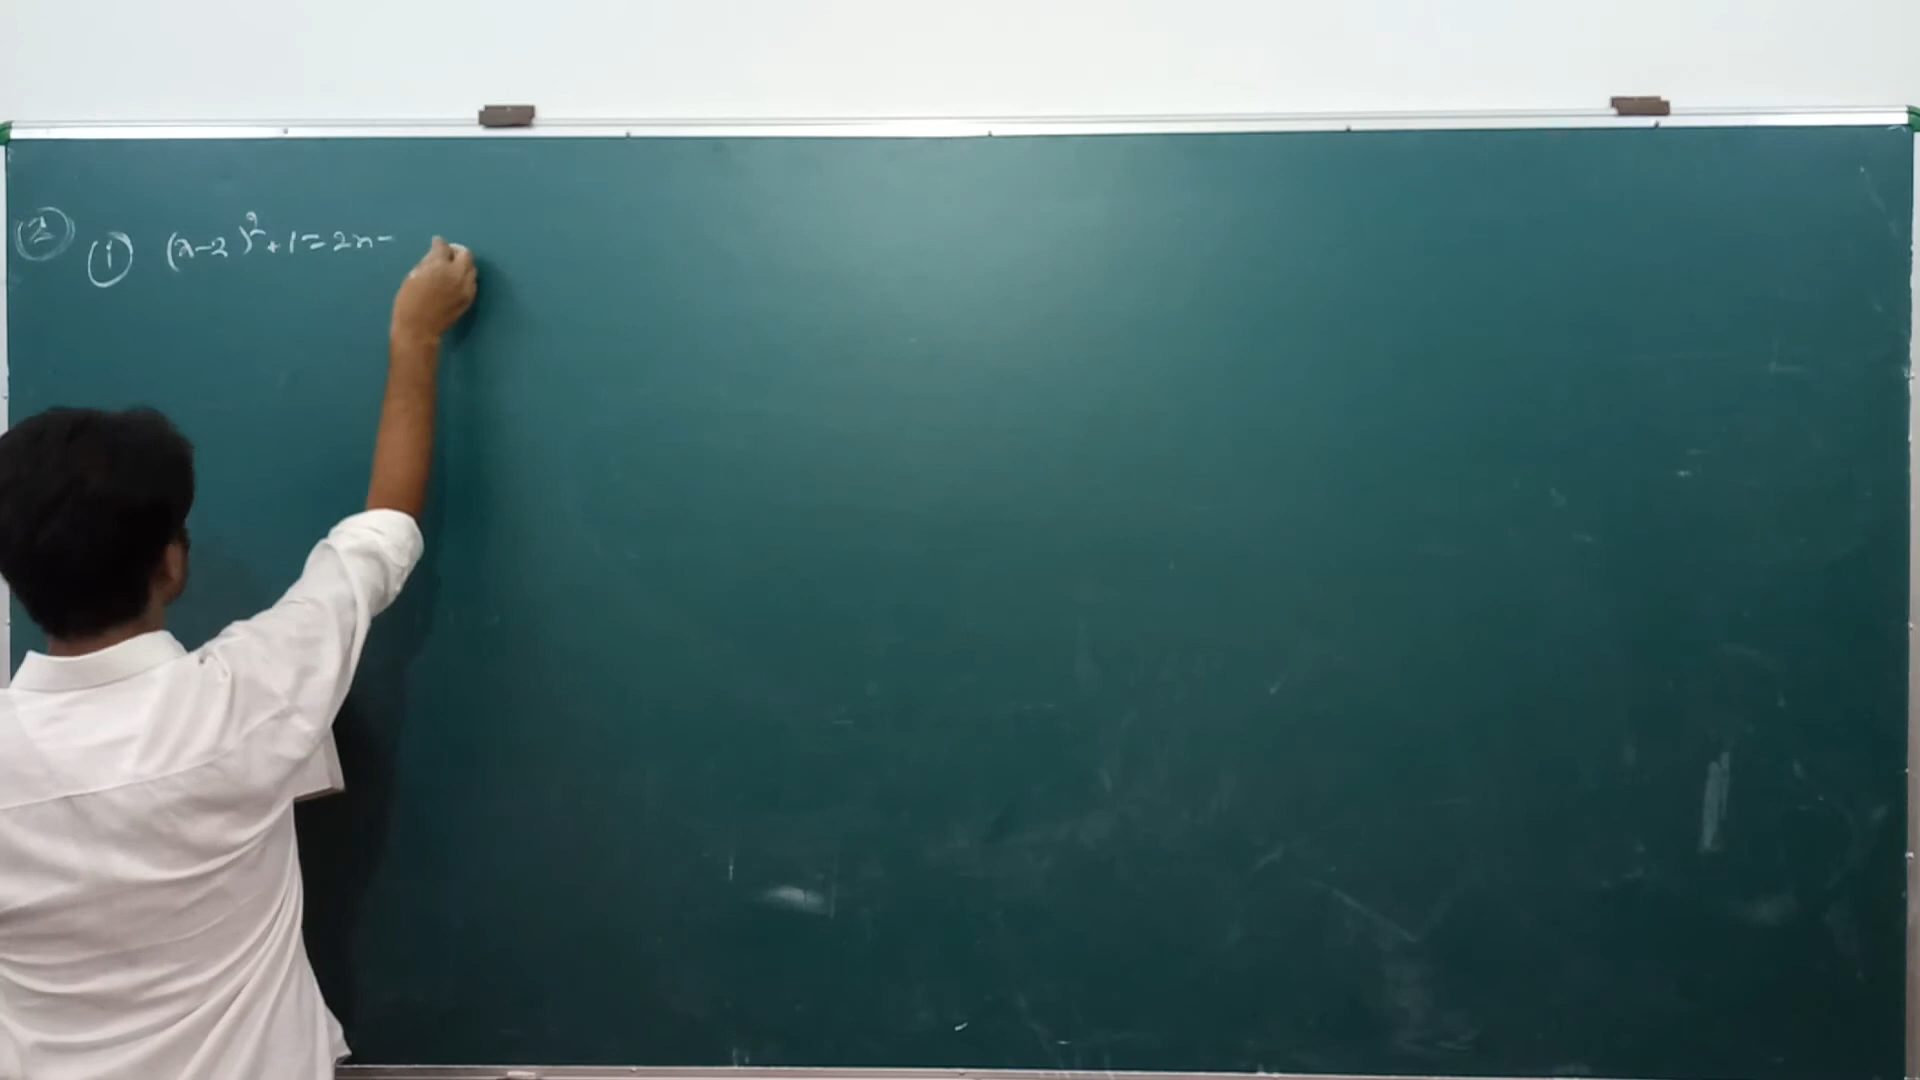 ② ① (x-2)² + 1 = 2x -